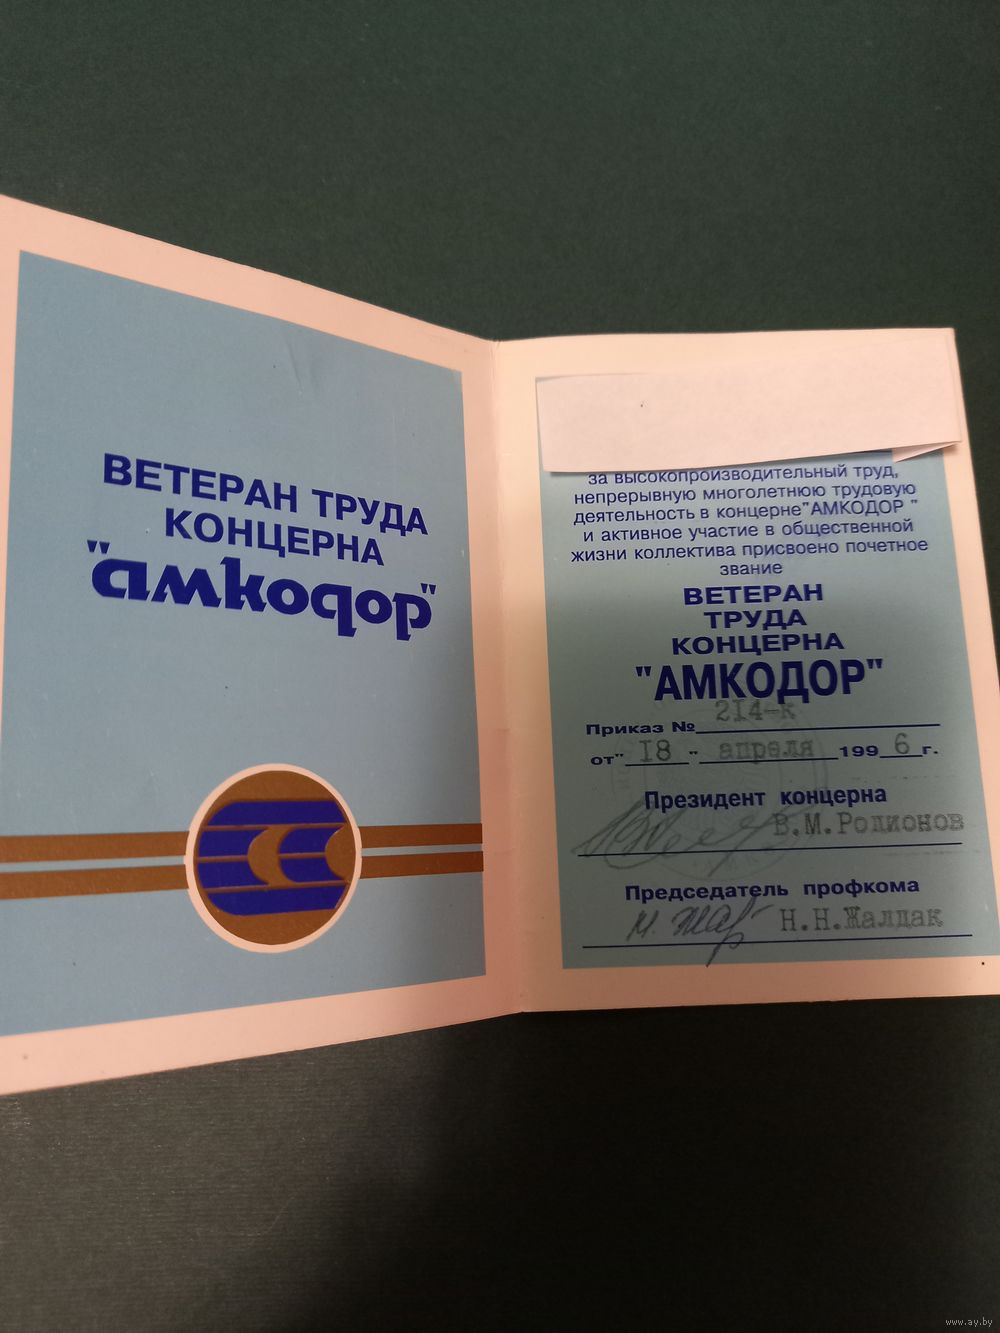 ВЕТЕРАН ТРУДА
КОНЦЕРНА
"амкодор"
за высокопроизводительный труд,
непрерывную многолетнюю трудовую
деятельность в концерне "АМКОДОР "
и активное участие в общественной
жизни коллектива присвоено почетное
звание
ВЕТЕРАН
ТРУДА
КОНЦЕРНА
"АМКОДОР"
Приказ № 214-к
от" 18 " апреля 1996 г.
Президент концерна
В.М.Родионов
Председатель профкома
Н. Жал Н.Н.Жалдак
www.ay.by